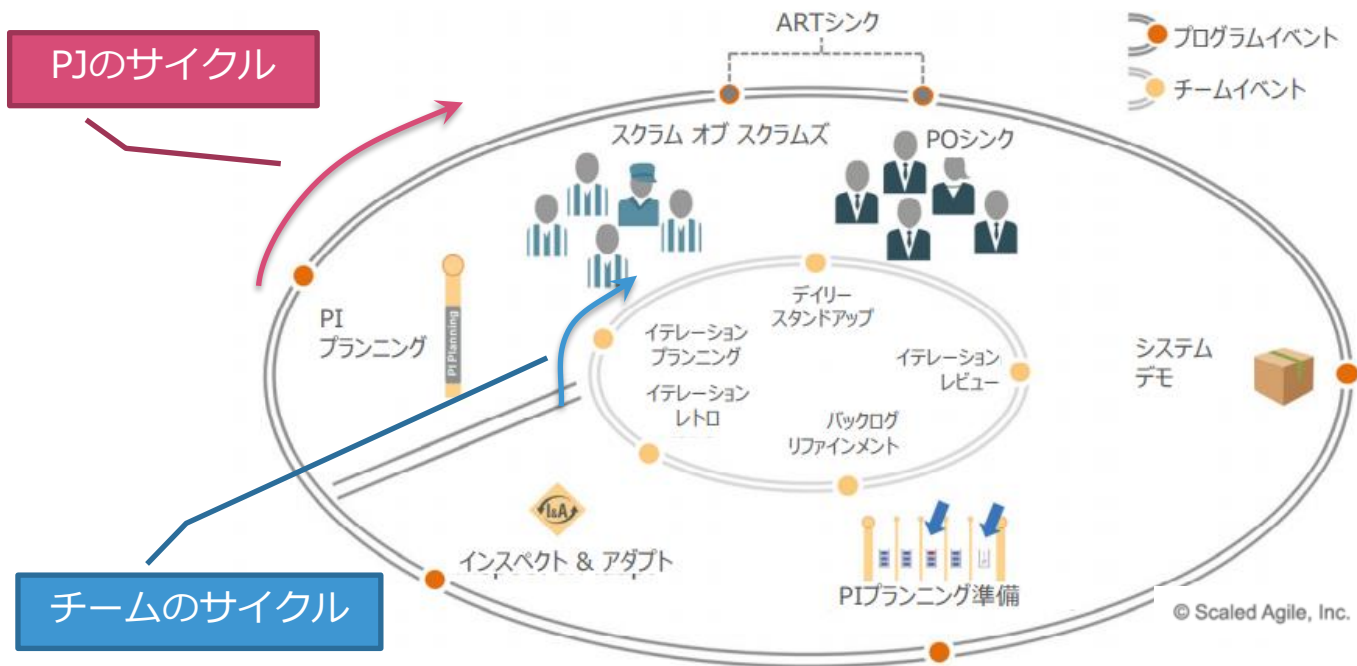 PJのサイクル
ARTシンク
プログラムイベント
チームイベント
スクラム オブ スクラムズ
POシンク
PI
プランニング
PI Planning
デイリー
スタンドアップ
イテレーション
プランニング
イテレーション
レビュー
イテレーション
レトロ
バックログ
リファインメント
システム
デモ
I&A
インスペクト & アダプト
PIプランニング準備
チームのサイクル
© Scaled Agile, Inc.